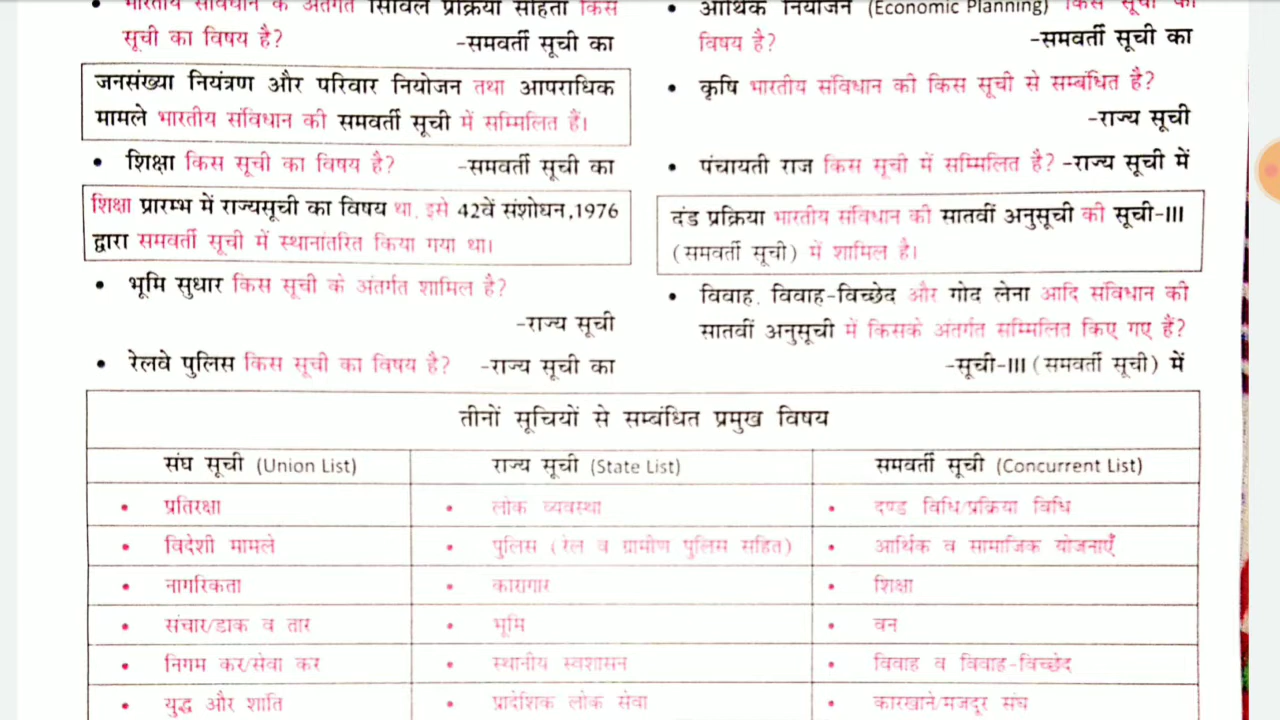 भारतीय संविधान के अंतर्गत सिविल प्रक्रिया संहिता किस
सूची का विषय है?
-समवर्ती सूची का
जनसंख्या नियंत्रण और परिवार नियोजन तथा आपराधिक
मामले भारतीय संविधान की समवर्ती सूची में सम्मिलित हैं।
• शिक्षा किस सूची का विषय है? -समवर्ती सूची का
शिक्षा प्रारम्भ में राज्यसूची का विषय था, इसे 42वें संशोधन,1976
द्वारा समवर्ती सूची में स्थानांतरित किया गया था।
• भूमि सुधार किस सूची के अंतर्गत शामिल है?
-राज्य सूची
• रेलवे पुलिस किस सूची का विषय है? -राज्य सूची का
• आर्थिक नियोजन (Economic Planning) किस सूची का
विषय है?
-समवर्ती सूची का
• कृषि भारतीय संविधान की किस सूची से सम्बंधित है?
-राज्य सूची
• पंचायती राज किस सूची में सम्मिलित है? -राज्य सूची में
दंड प्रक्रिया भारतीय संविधान की सातवीं अनुसूची की सूची-III
(समवर्ती सूची) में शामिल है।
• विवाह, विवाह-विच्छेद और गोद लेना आदि संविधान की
सातवीं अनुसूची में किसके अंतर्गत सम्मिलित किए गए हैं?
-सूची-III (समवर्ती सूची) में
तीनों सूचियों से सम्बंधित प्रमुख विषय
संघ सूची (Union List) राज्य सूची (State List) समवर्ती सूची (Concurrent List)
• प्रतिरक्षा • लोक व्यवस्था • दण्ड विधि/प्रक्रिया विधि
• विदेशी मामले • पुलिस (रेल व ग्रामीण पुलिस सहित) • आर्थिक व सामाजिक योजनाएँ
• नागरिकता • कारागार • शिक्षा
• संचार/डाक व तार • भूमि • वन
• निगम कर/सेवा कर • स्थानीय स्वशासन • विवाह व विवाह-विच्छेद
• युद्ध और शांति • प्रादेशिक लोक सेवा • कारखाने/मजदूर संघ